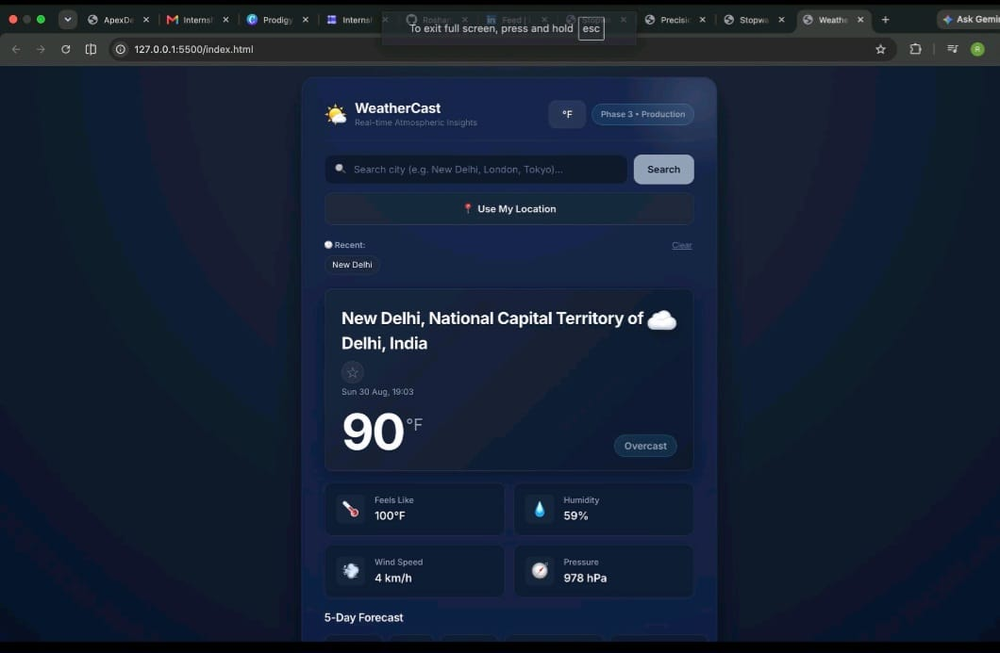 ApexDe
Interns
Prodigy
Interns
Roshan
Feed |
Stopwa
Precisio
Stopwa
Weathe
Ask Gemin
To exit full screen, press and hold esc
127.0.0.1:5500/index.html
R
WeatherCast
Real-time Atmospheric Insights
°F
Phase 3 • Production
Search city (e.g. New Delhi, London, Tokyo)...
Search
Use My Location
Recent:
Clear
New Delhi
New Delhi, National Capital Territory of
Delhi, India
Sun 30 Aug, 19:03
90 °F
Overcast
Feels Like
100°F
Humidity
59%
Wind Speed
4 km/h
Pressure
978 hPa
5-Day Forecast